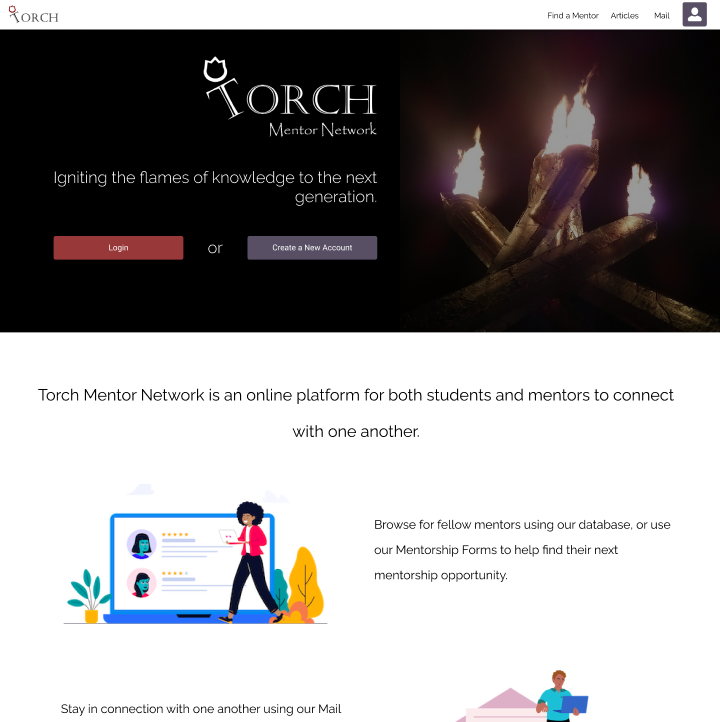 TORCH
Find a Mentor Articles Mail
TORCH
Mentor Network
Igniting the flames of knowledge to the next
generation.
Login or Create a New Account
Torch Mentor Network is an online platform for both students and mentors to connect
with one another.
Browse for fellow mentors using our database, or use
our Mentorship Forms to help find their next
mentorship opportunity.
Stay in connection with one another using our Mail